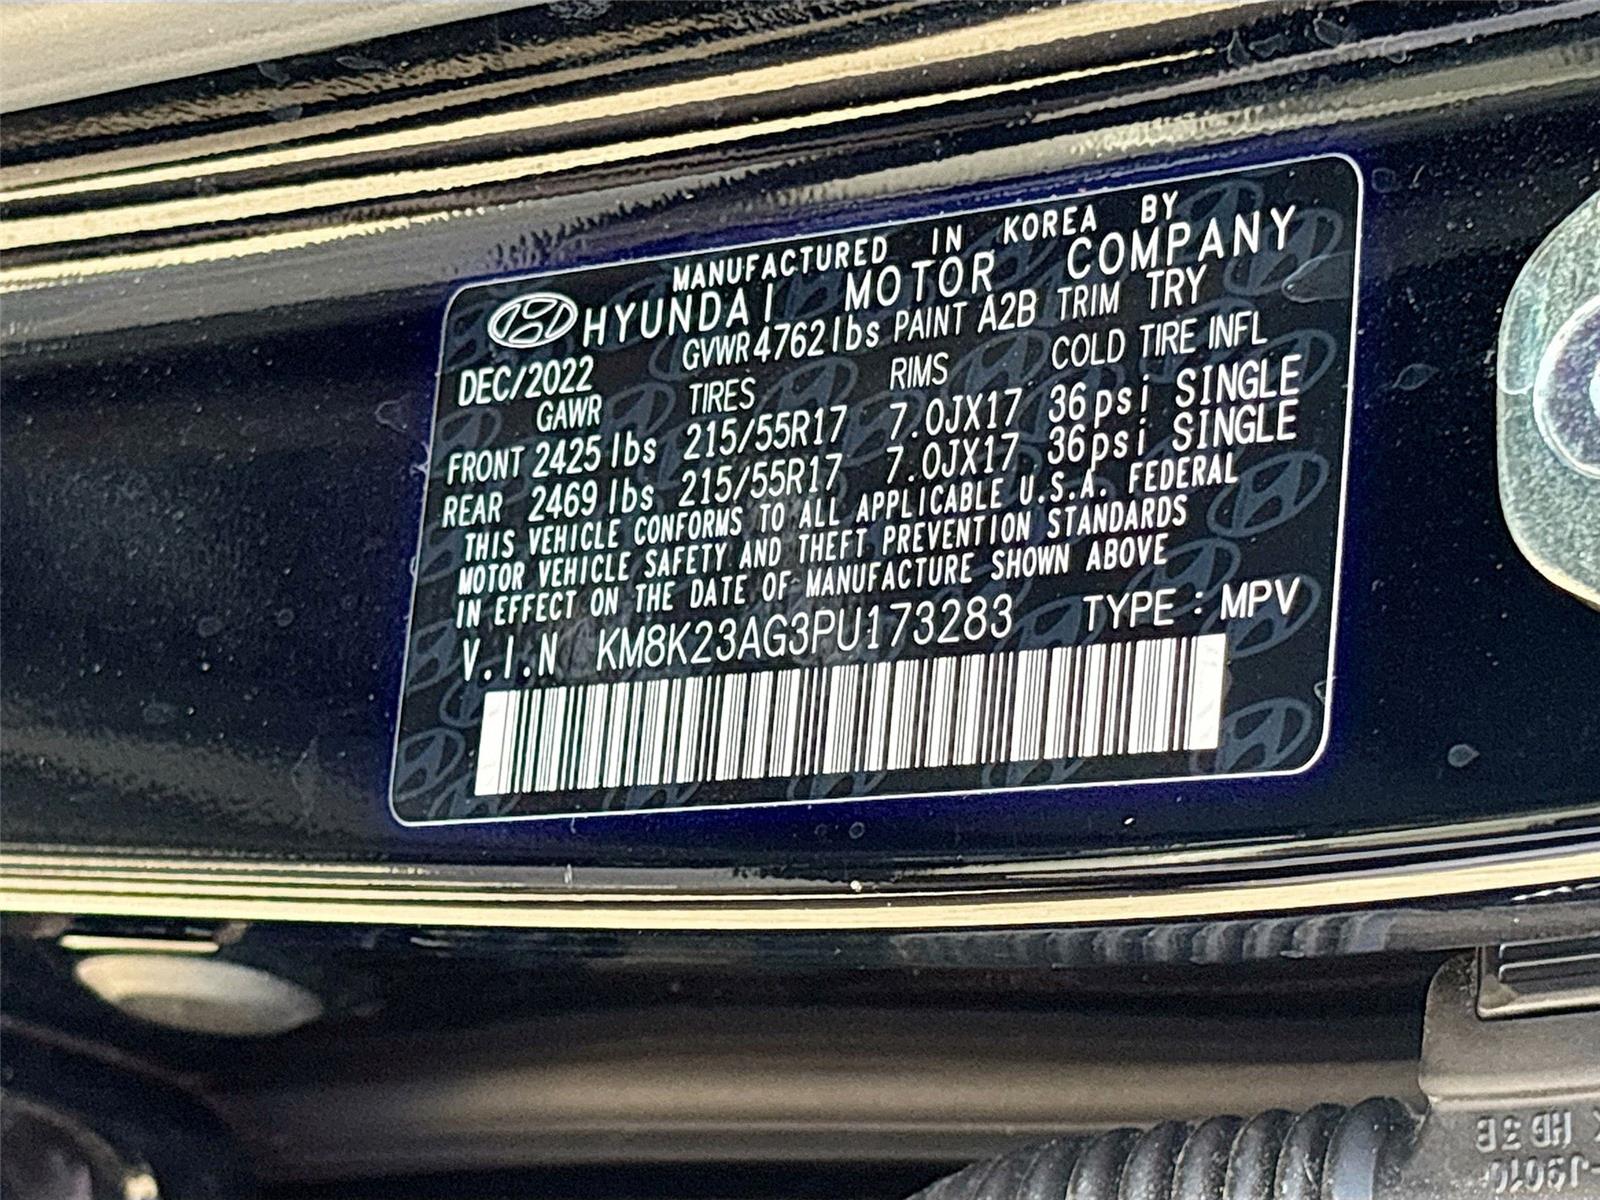 MANUFACTURED IN KOREA BY
HYUNDAI MOTOR COMPANY
DEC/2022 GVWR 4762 lbs PAINT A2B TRIM TRY
GAWR TIRES RIMS COLD TIRE INFL
FRONT 2425 lbs 215/55R17 7.0JX17 36psi SINGLE
REAR 2469 lbs 215/55R17 7.0JX17 36psi SINGLE
THIS VEHICLE CONFORMS TO ALL APPLICABLE U.S.A. FEDERAL
MOTOR VEHICLE SAFETY AND THEFT PREVENTION STANDARDS
IN EFFECT ON THE DATE OF MANUFACTURE SHOWN ABOVE
V.I.N KM8K23AG3PU173283 TYPE : MPV